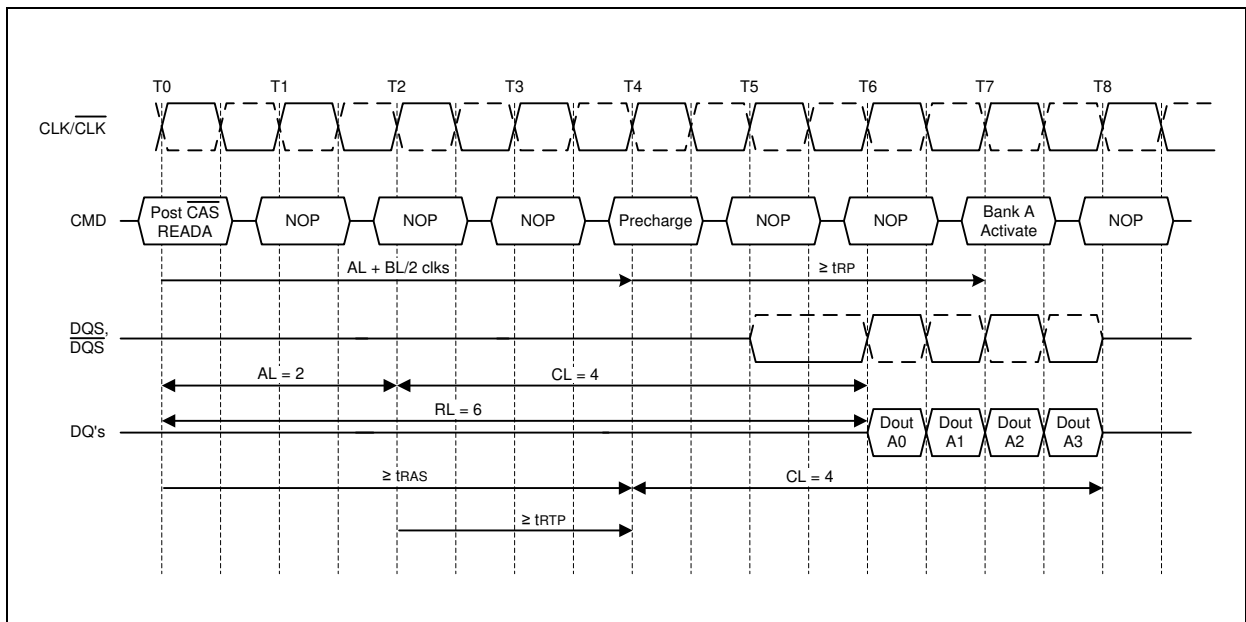 T0 T1 T2 T3 T4 T5 T6 T7 T8
CLK/CLK
CMD
Post CAS
READA
NOP
NOP
NOP
Precharge
NOP
NOP
Bank A
Activate
NOP
AL + BL/2 clks
≥ tRP
DQS,
DQS
AL = 2
CL = 4
RL = 6
DQ's
Dout
A0
Dout
A1
Dout
A2
Dout
A3
≥ tRAS
CL = 4
≥ tRTP